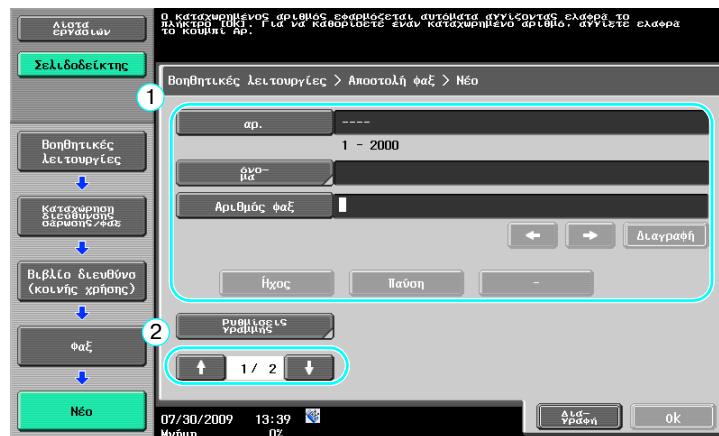 Λίστα
εργασιών
Ο καταχωρημένος αριθμός εφαρμόζεται αυτόματα αγγίζοντας ελαφρά το
πλήκτρο [OK]. Για να καθορίσετε έναν καταχωρημένο αριθμό, αγγίξτε ελαφρά
το κουμπί Αρ.
Σελιδοδείκτης
Βοηθητικές λειτουργίες > Αποστολή φαξ > Νέο
1
αρ.
----
1 - 2000
Βοηθητικές
λειτουργίες
όνο-
μα
Καταχώρηση
διεύθυνσης
σάρωσης/φαξ
Αριθμός φαξ
Διαγραφή
Βιβλίο διευθύνσ
(κοινής χρήσης)
Ήχος
Παύση
-
2
Ρυθμίσεις
γραμμής
Φαξ
1/ 2
Νέο
07/30/2009
13:39
Μνήμη
0%
Δια-
γραφή
ok